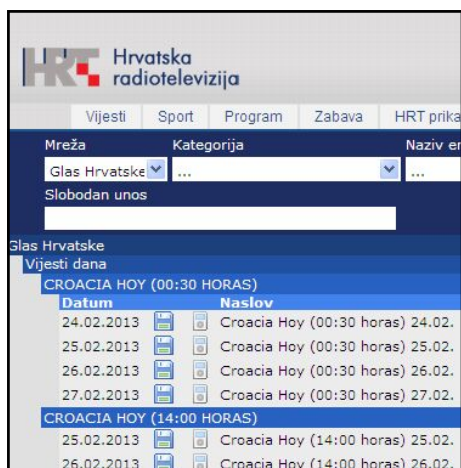 HRT Hrvatska
radiotelevizija
Vijesti Sport Program Zabava HRT prika
Mreža Kategorija Naziv em
Glas Hrvatske ... ...
Slobodan unos
Glas Hrvatske
Vijesti dana
CROACIA HOY (00:30 HORAS)
Datum Naslov
24.02.2013 Croacia Hoy (00:30 horas) 24.02.
25.02.2013 Croacia Hoy (00:30 horas) 25.02.
26.02.2013 Croacia Hoy (00:30 horas) 26.02.
27.02.2013 Croacia Hoy (00:30 horas) 27.02.
CROACIA HOY (14:00 HORAS)
25.02.2013 Croacia Hoy (14:00 horas) 25.02.
26.02.2013 Croacia Hoy (14:00 horas) 26.02.